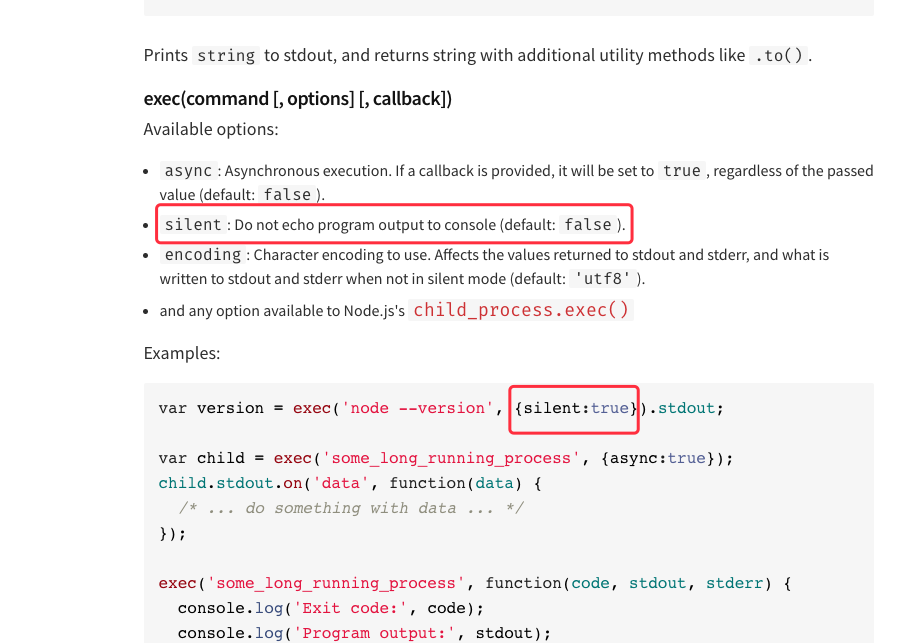 Prints string to stdout, and returns string with additional utility methods like .to() .
exec(command [, options] [, callback])
Available options:
async : Asynchronous execution. If a callback is provided, it will be set to true , regardless of the passed
value (default: false ).
silent : Do not echo program output to console (default: false ).
encoding : Character encoding to use. Affects the values returned to stdout and stderr, and what is
written to stdout and stderr when not in silent mode (default: 'utf8' ).
and any option available to Node.js's child_process.exec()
Examples:
var version = exec('node --version', {silent:true}).stdout;
var child = exec('some_long_running_process', {async:true});
child.stdout.on('data', function(data) {
/* ... do something with data ... */
});
exec('some_long_running_process', function(code, stdout, stderr) {
console.log('Exit code:', code);
console.log('Program output:', stdout);